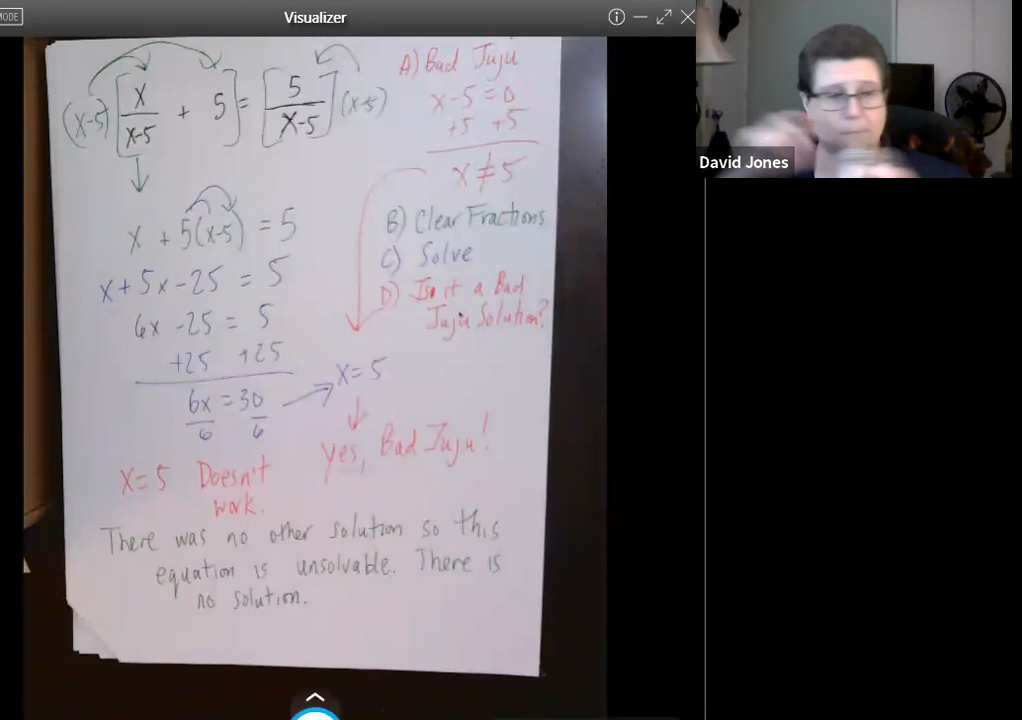 MODE
Visualizer
(x-5) [x/(x-5) + 5] = [5/(x-5)] (x-5)
x + 5(x-5) = 5
x + 5x - 25 = 5
6x - 25 = 5
+25 +25
6x = 30
6 6
x = 5
A) Bad Juju
x - 5 = 0
+5 +5
x ≠ 5
B) Clear Fractions
C) Solve
D) Is it a Bad
Juju Solution?
Yes, Bad Juju!
x = 5 Doesn't
work.
There was no other solution so this
equation is unsolvable. There is
no solution.
David Jones